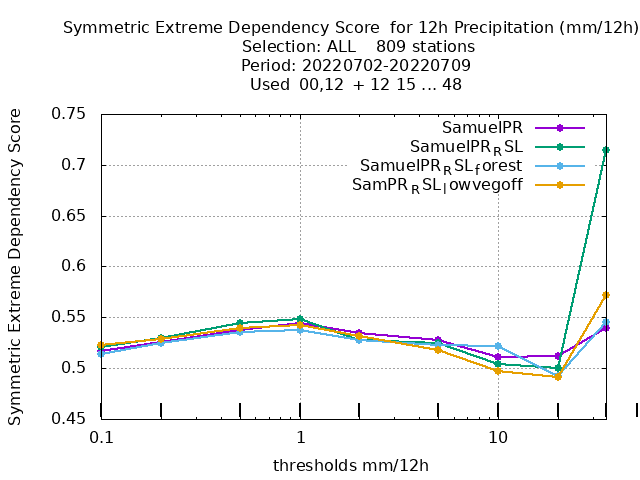 Symmetric Extreme Dependency Score  for 12h Precipitation (mm/12h)
Selection: ALL    809 stations
Period: 20220702-20220709
Used  00,12  + 12 15 ... 48
Symmetric Extreme Dependency Score
0.75
0.7
0.65
0.6
0.55
0.5
0.45
SamuelPR
SamuelPR_RSL
SamuelPR_RSL_forest
SamPR_RSL_lowvegoff
0.1 1 10
thresholds mm/12h